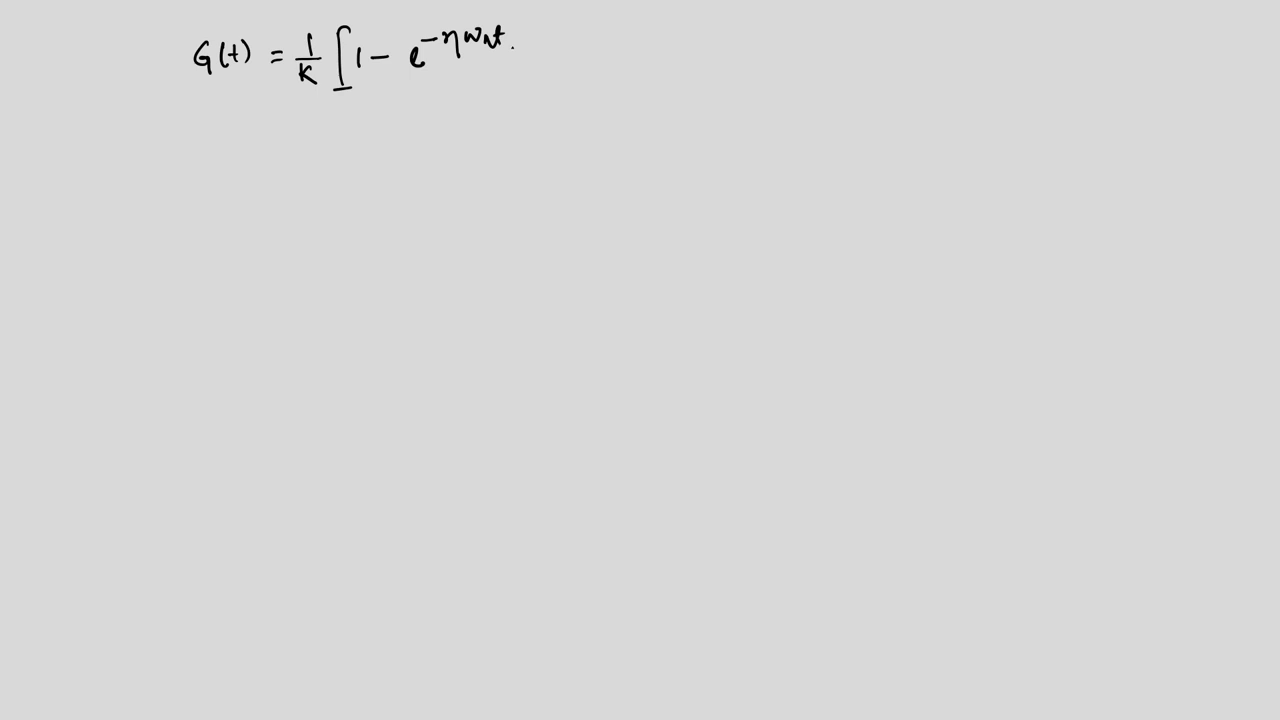 G(t) = 1/K [1 - e^{-ηω_n t}.